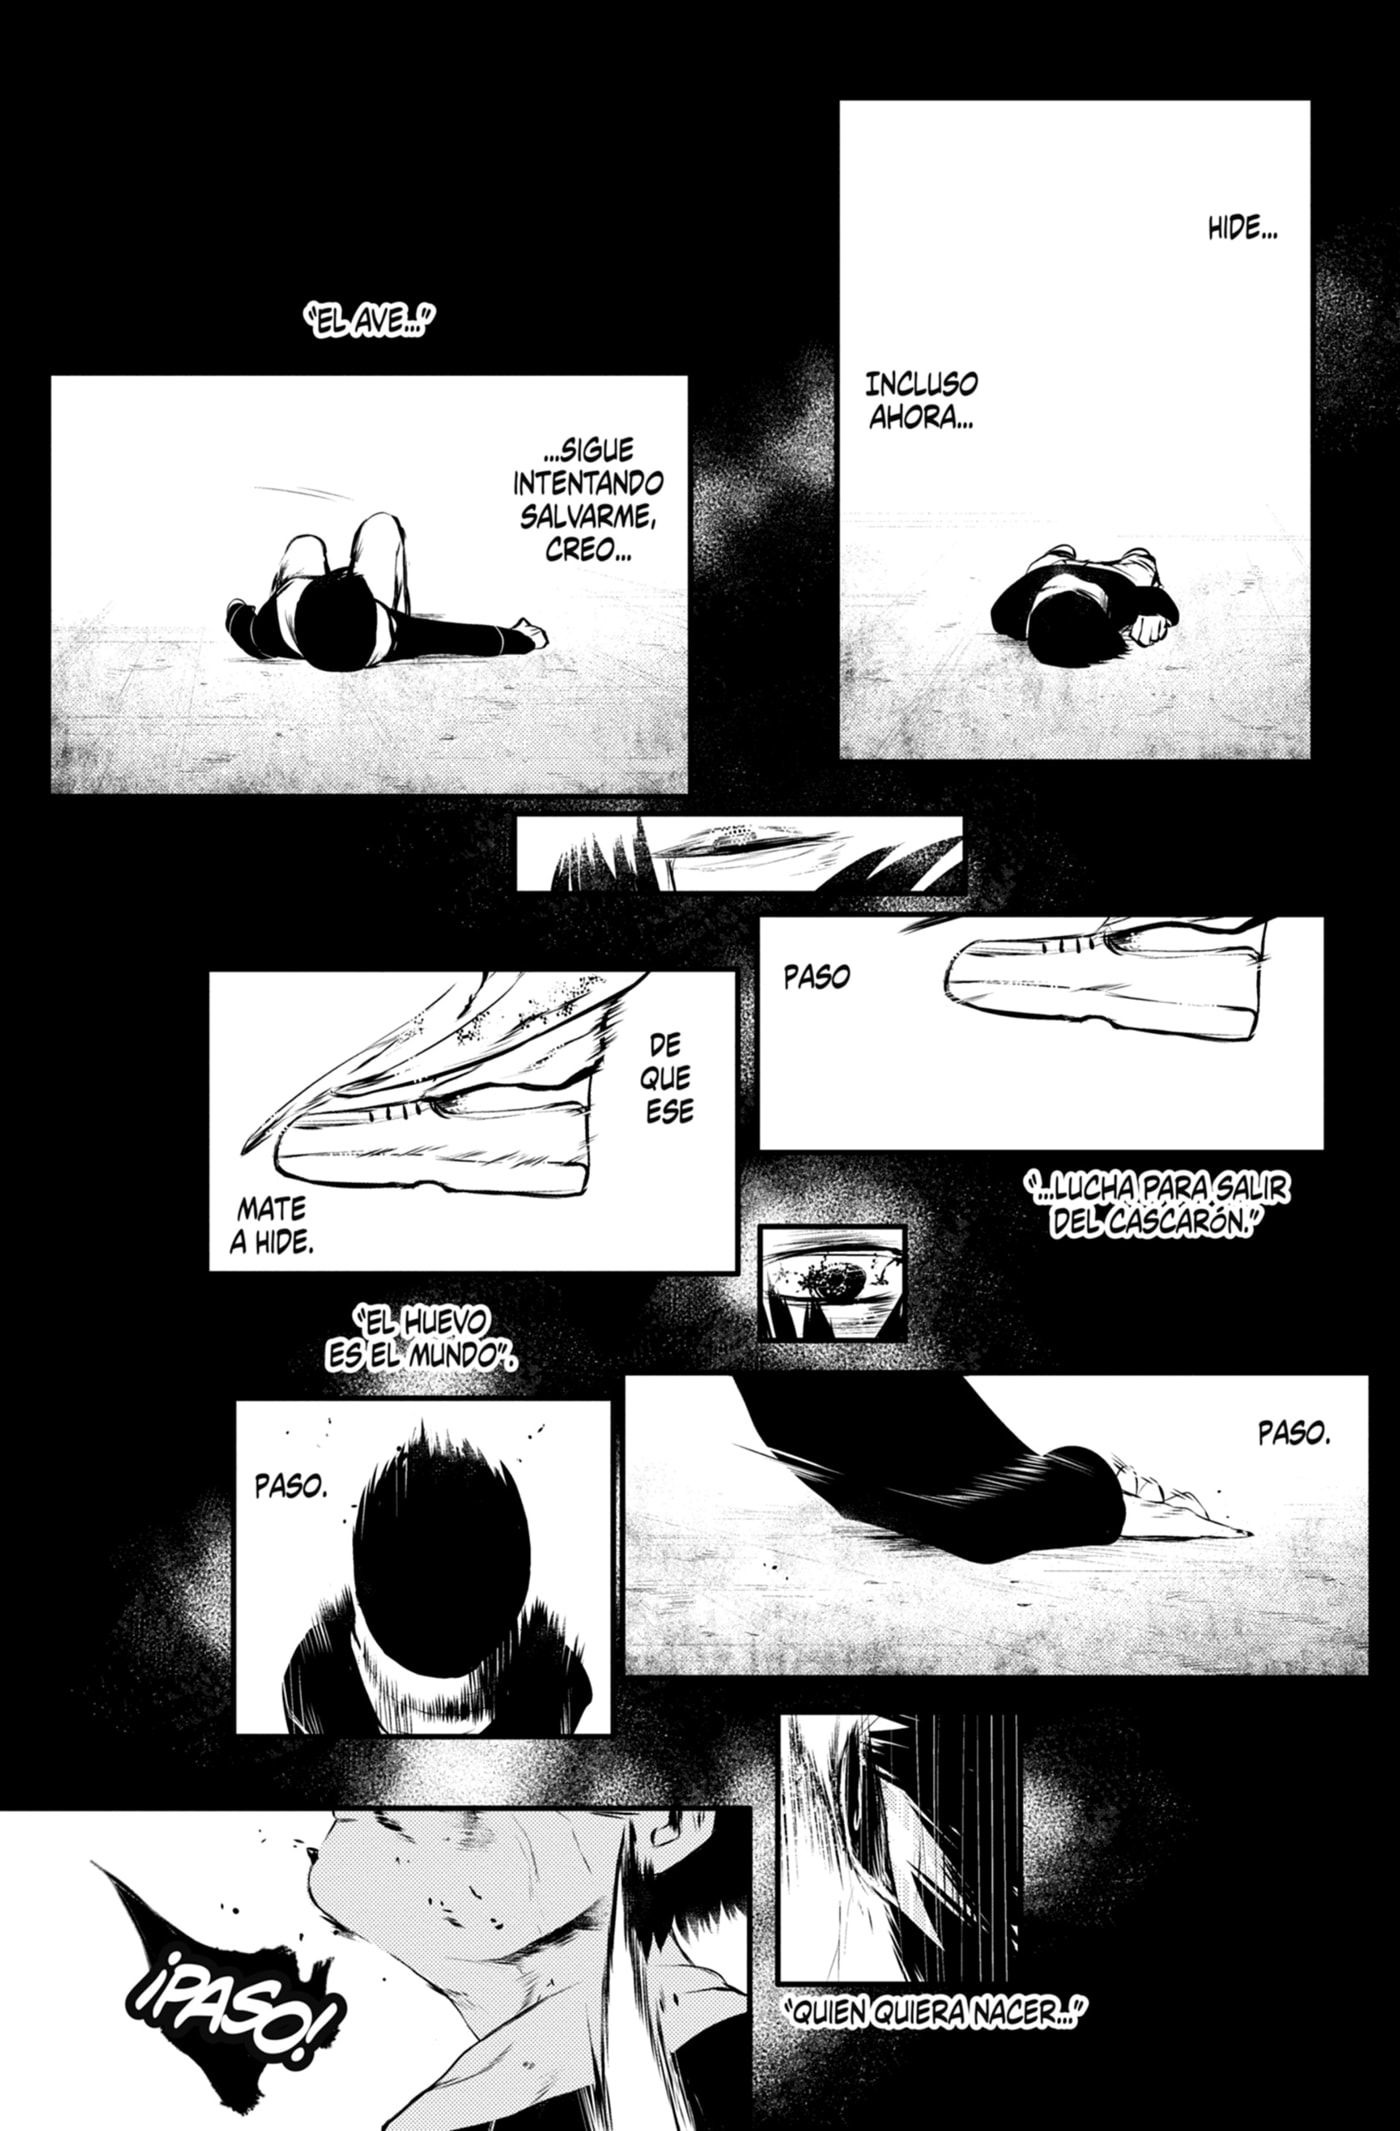 HIDE...
INCLUSO
AHORA...
"EL AVE..."
...SIGUE
INTENTANDO
SALVARME,
CREO...
PASO
"...LUCHA PARA SALIR
DEL CASCARÓN."
DE
QUE
ESE
MATE
A HIDE.
"EL HUEVO
ES EL MUNDO".
PASO.
PASO.
"QUIEN QUIERA NACER..."
¡PASO!